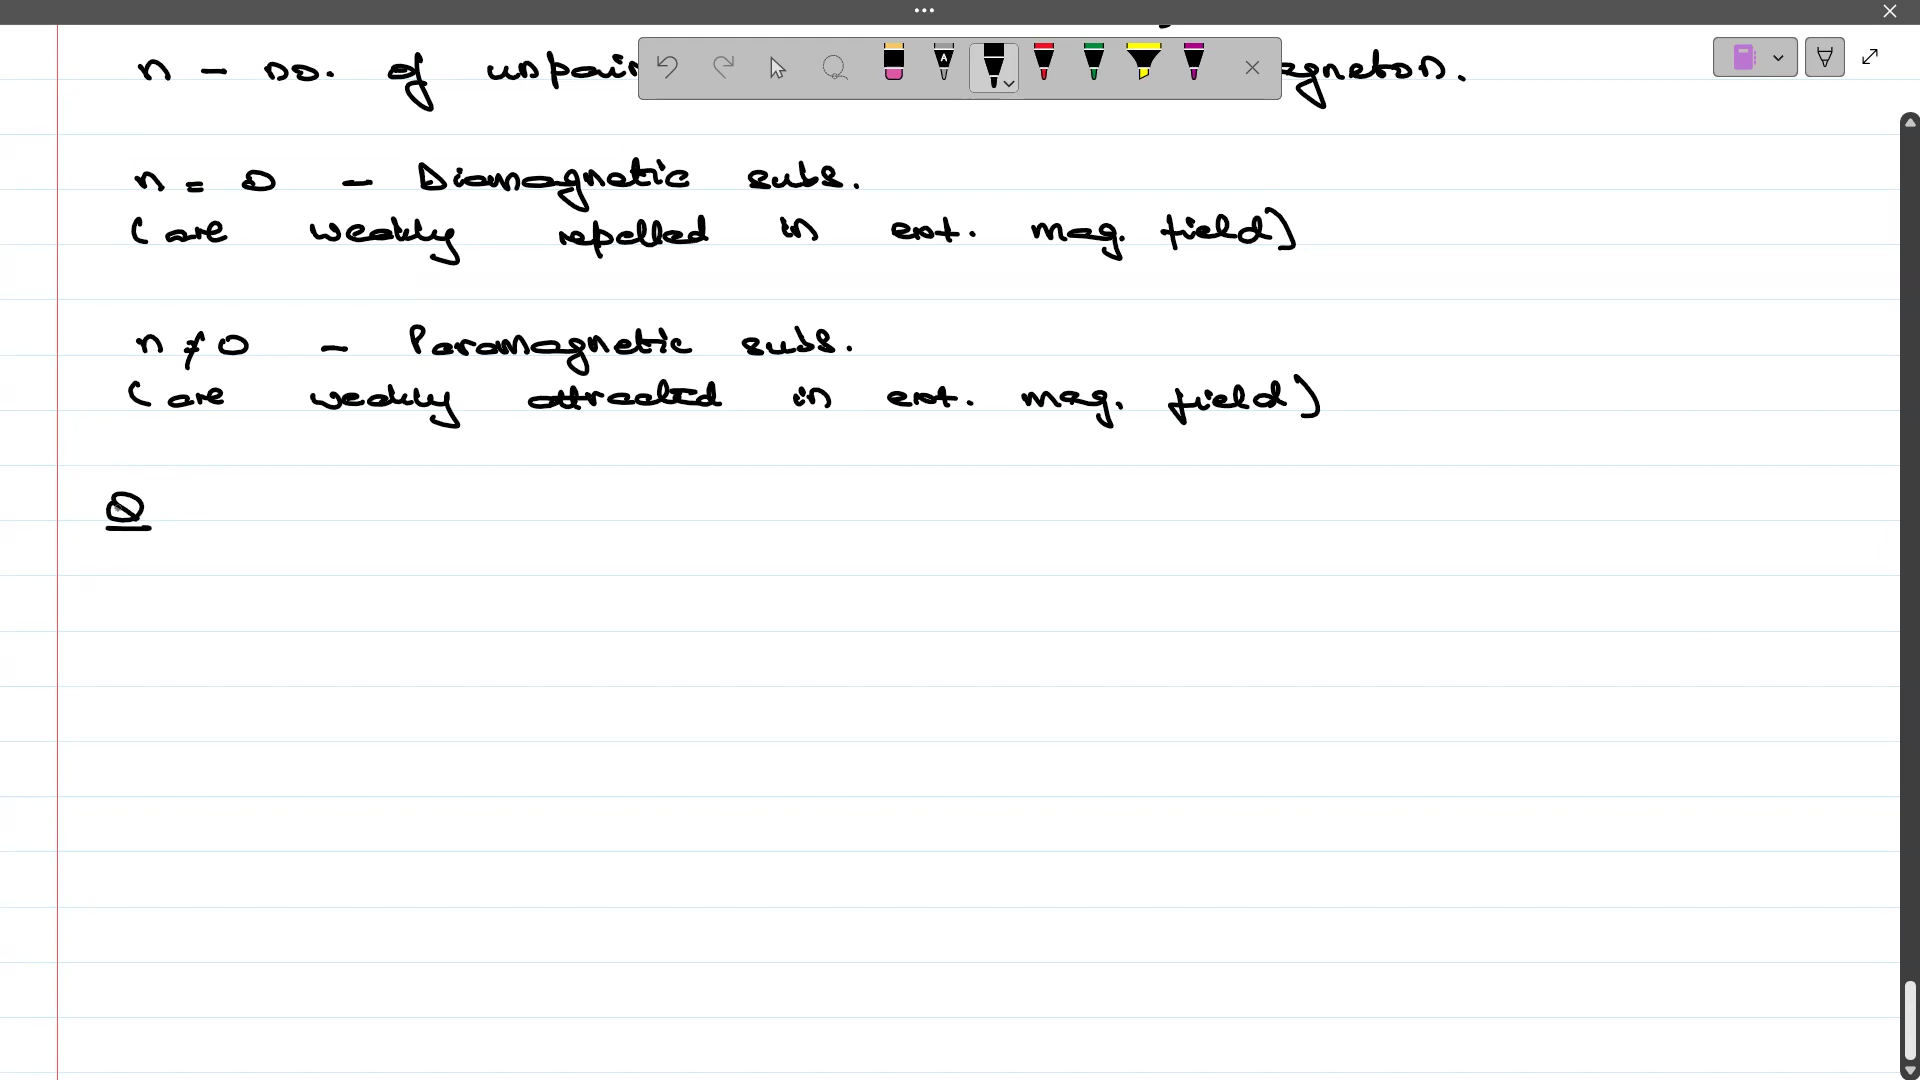 n - no. of unpair agneton.
n = 0 - Diamagnetic subs.
( are weakly repelled in ext. mag. field)
n ≠ 0 - Paramagnetic subs.
( are weakly attracted in ext. mag. field)
Q